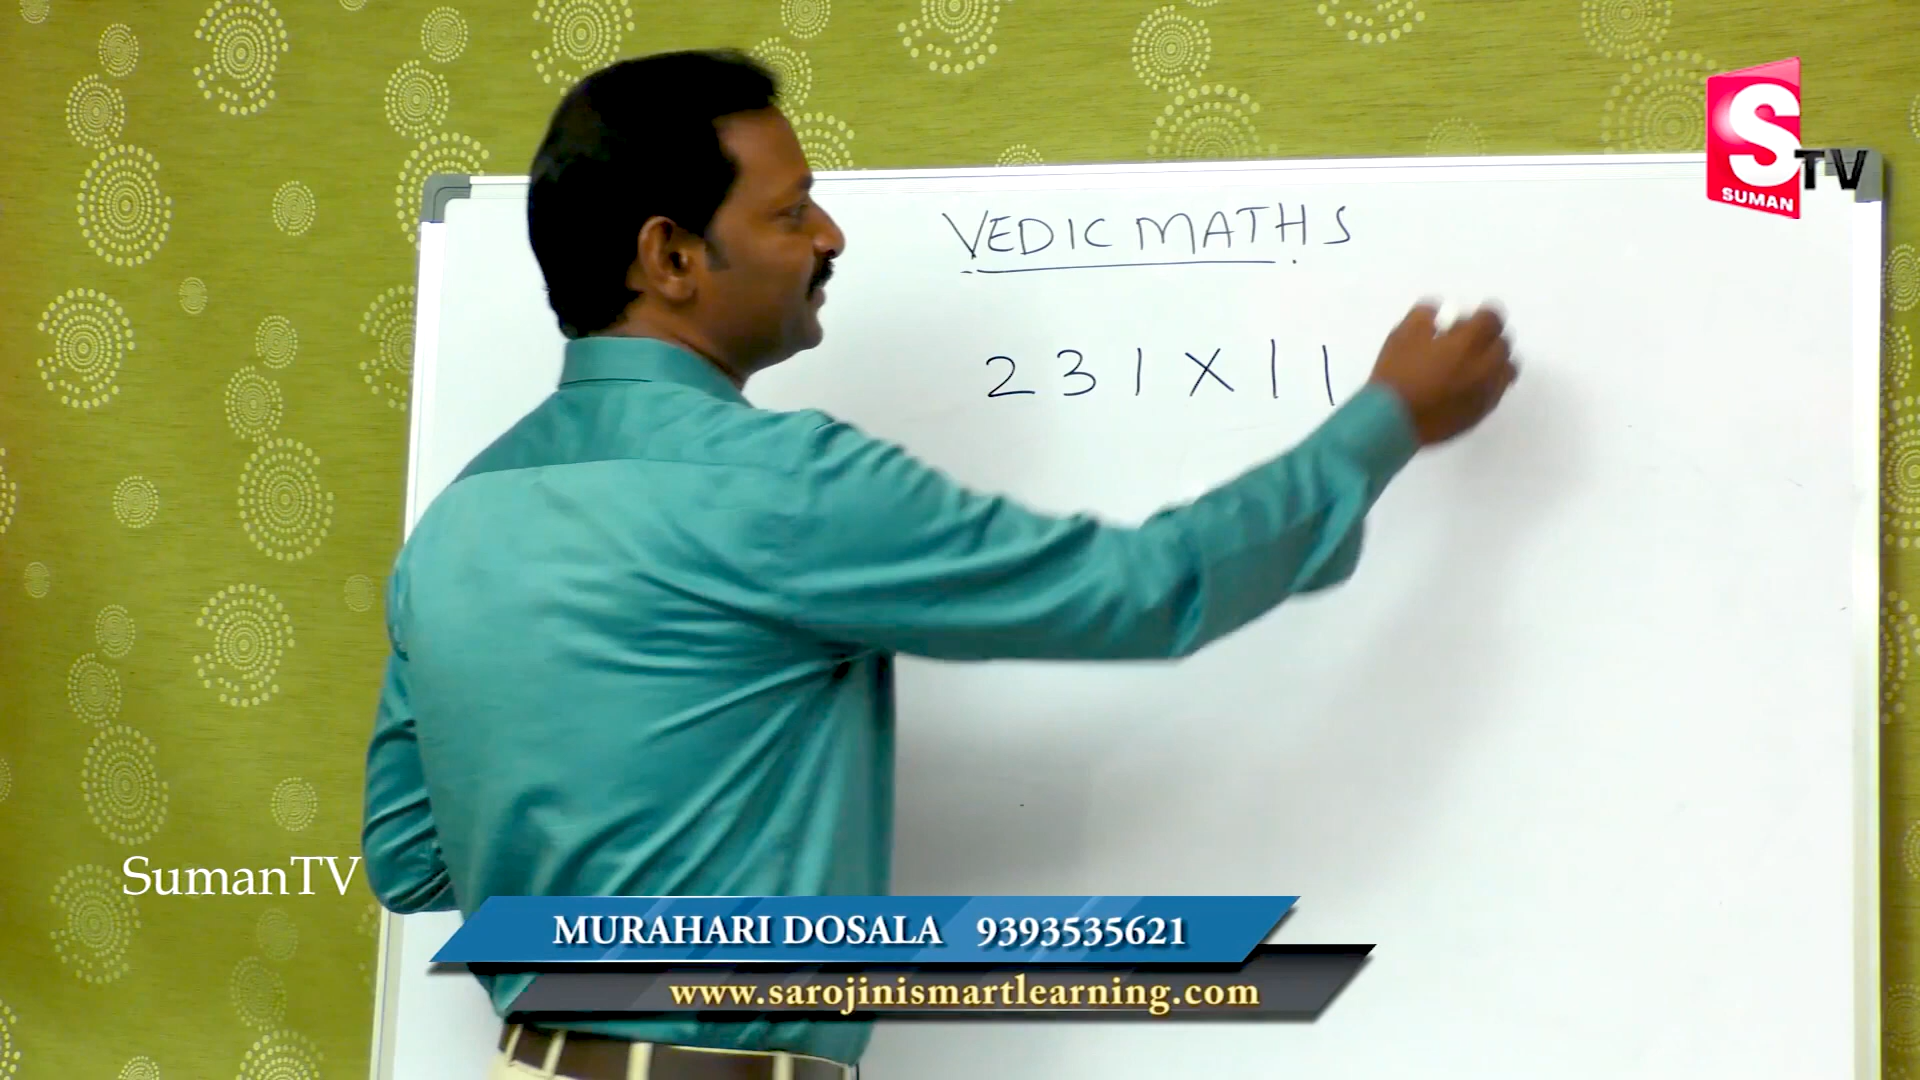 S
TV
SUMAN
VEDIC MATHS
231 X 11
SumanTV
MURAHARI DOSALA 9393535621
www.sarojinismartlearning.com